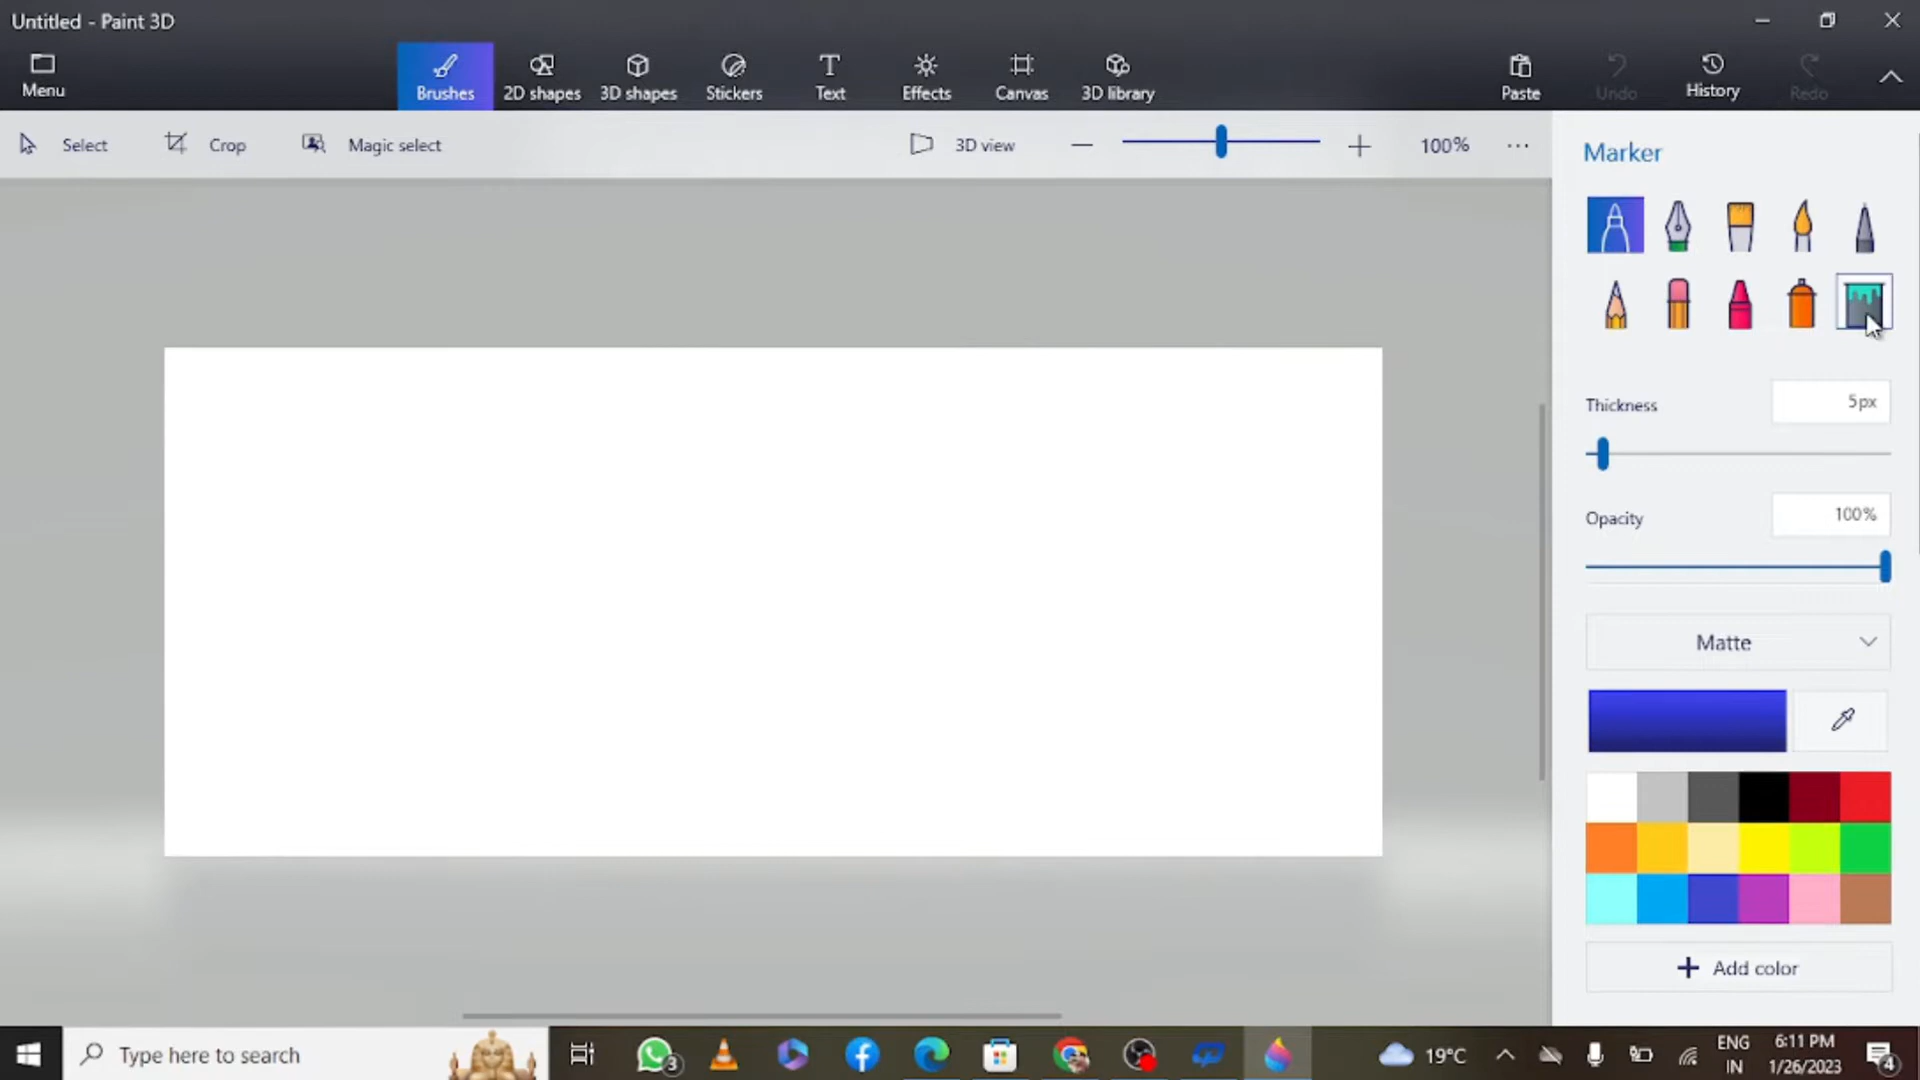 Untitled - Paint 3D
Menu
Brushes
2D shapes
3D shapes
Stickers
Text
Effects
Canvas
3D library
Paste
Undo
History
Redo
Select
Crop
Magic select
3D view
100%
Marker
Thickness
5px
Opacity
100%
Matte
Add color
Type here to search
3
19°C
ENG
IN
6:11 PM
1/26/2023
4